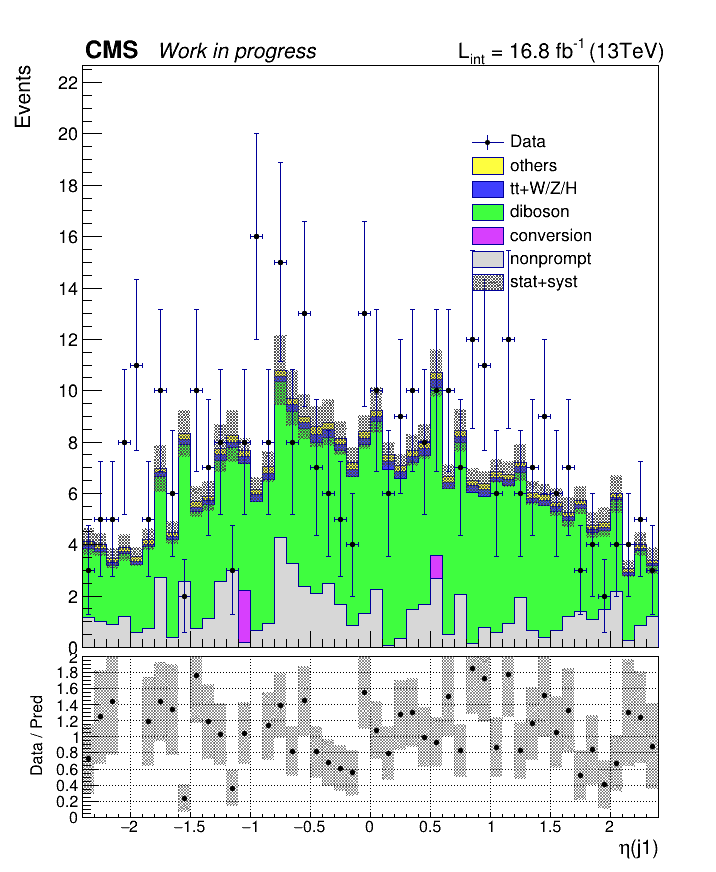 CMS Work in progress L_int = 16.8 fb^-1 (13TeV)
Events
22
20
18
16
14
12
10
8
6
4
2
0
Data
others
tt+W/Z/H
diboson
conversion
nonprompt
stat+syst
Data / Pred
2
1.8
1.6
1.4
1.2
1
0.8
0.6
0.4
0.2
0
−2 −1.5 −1 −0.5 0 0.5 1 1.5 2
η(j1)